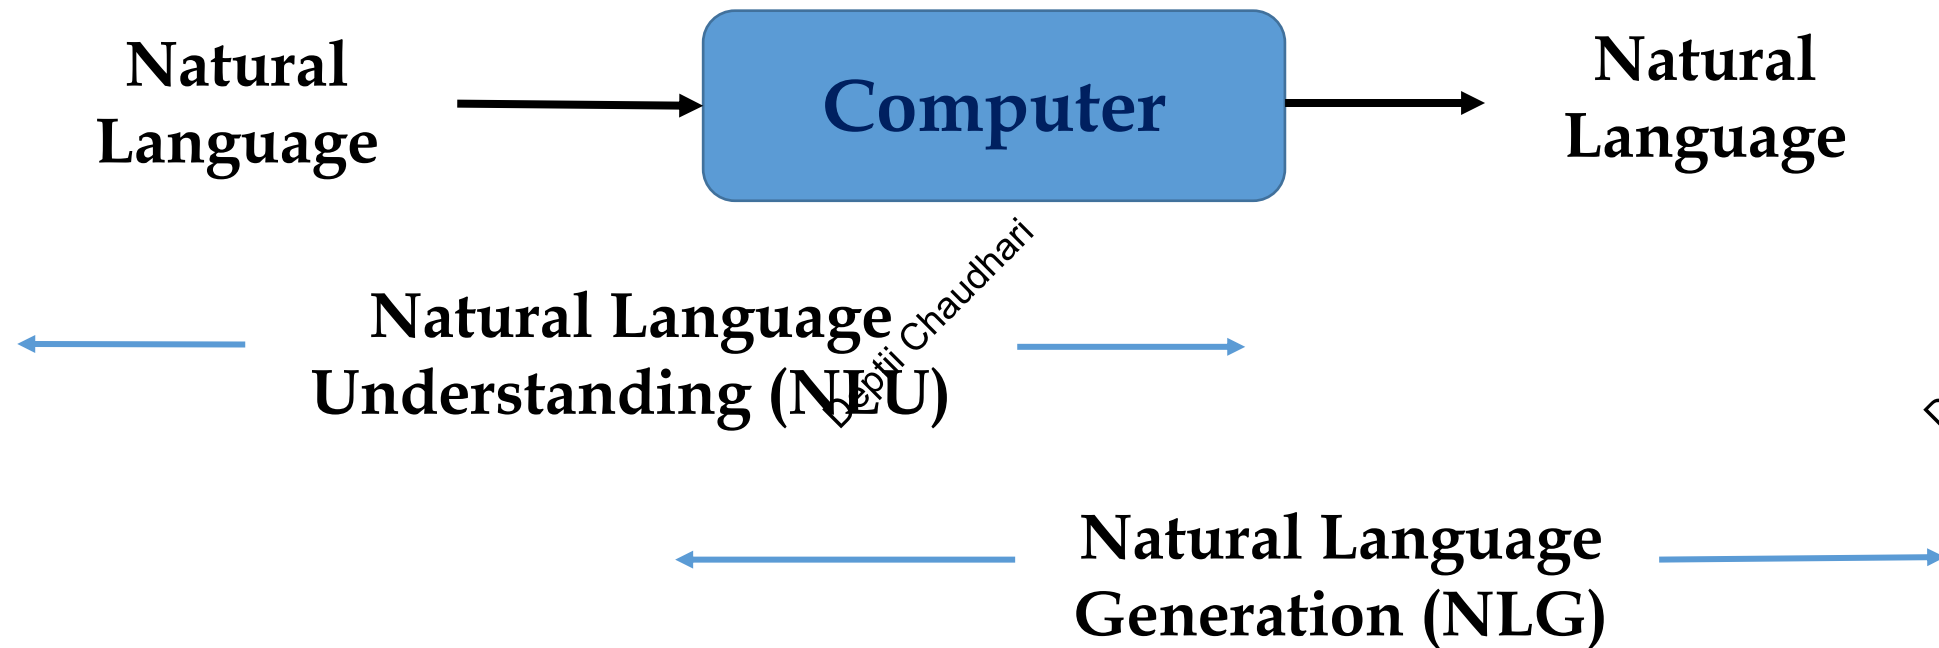 Natural
Language
Computer
Natural
Language
Natural Language
Understanding (NLU)
Deptii Chaudhari
Natural Language
Generation (NLG)